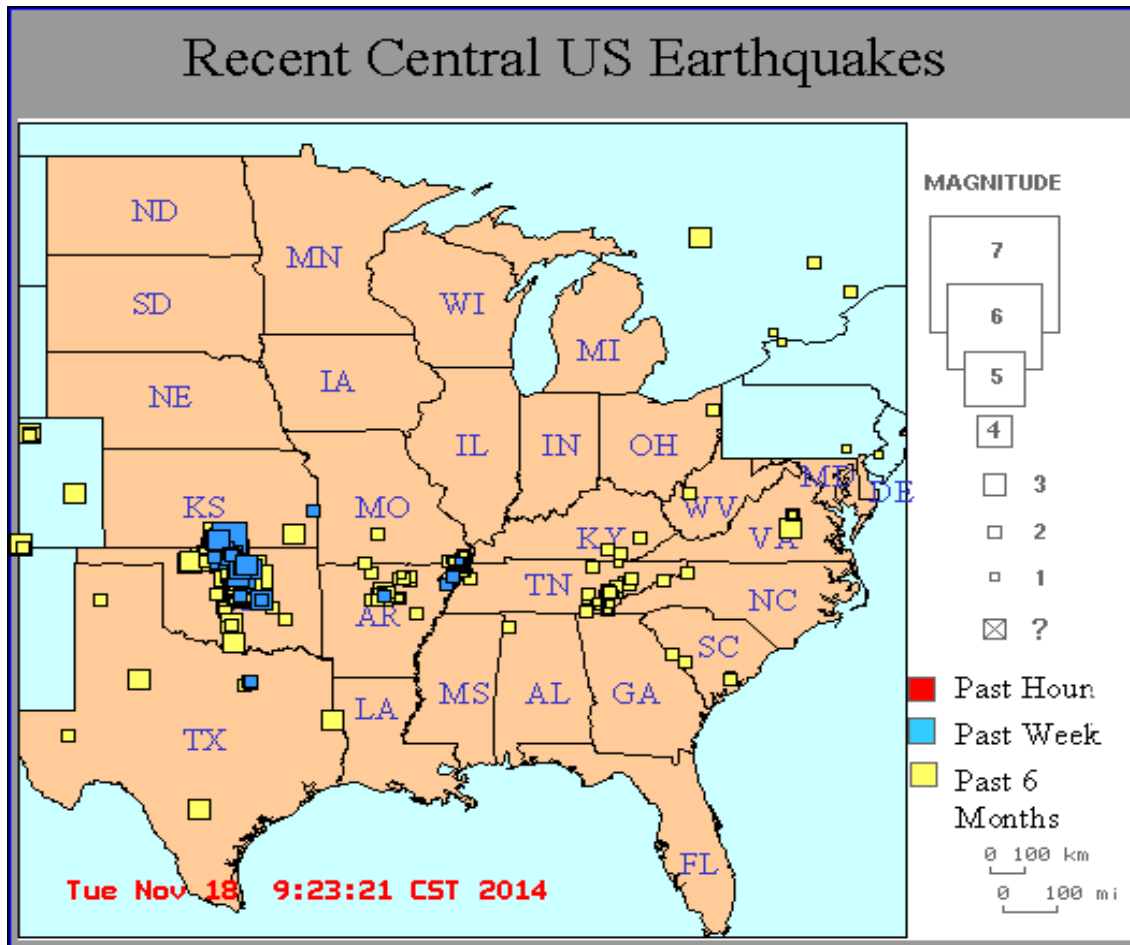 Recent Central US Earthquakes
MAGNITUDE
7
6
5
4
3
2
1
?
Past Houn
Past Week
Past 6
Months
0 100 km
0 100 mi
ND
MN
SD
WI
MI
NE
IA
IL
IN
OH
KS
MO
WV
MD
DE
KY
VA
TN
NC
AR
SC
MS
AL
GA
LA
TX
FL
Tue Nov 18 9:23:21 CST 2014